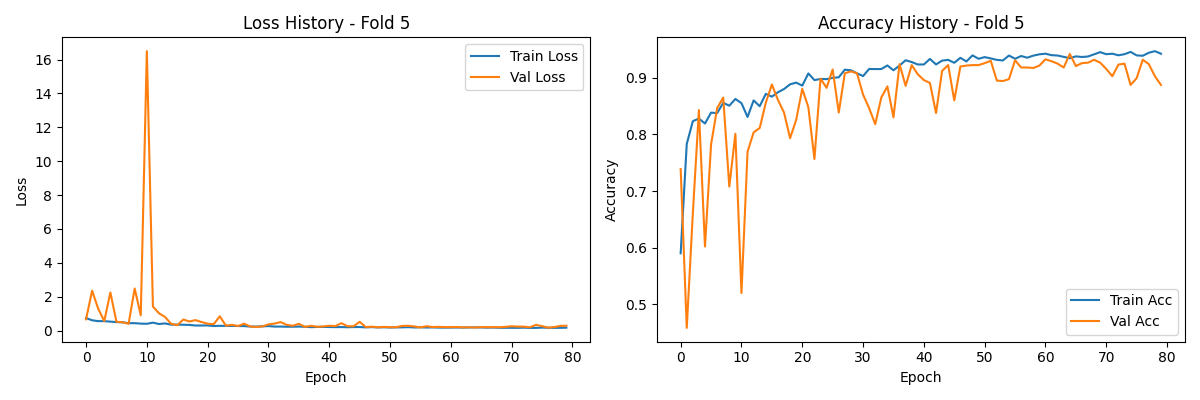 Loss History - Fold 5
Loss
16
14
12
10
8
6
4
2
0
0 10 20 30 40 50 60 70 80
Epoch
Train Loss
Val Loss
Accuracy History - Fold 5
Accuracy
0.9
0.8
0.7
0.6
0.5
0 10 20 30 40 50 60 70 80
Epoch
Train Acc
Val Acc